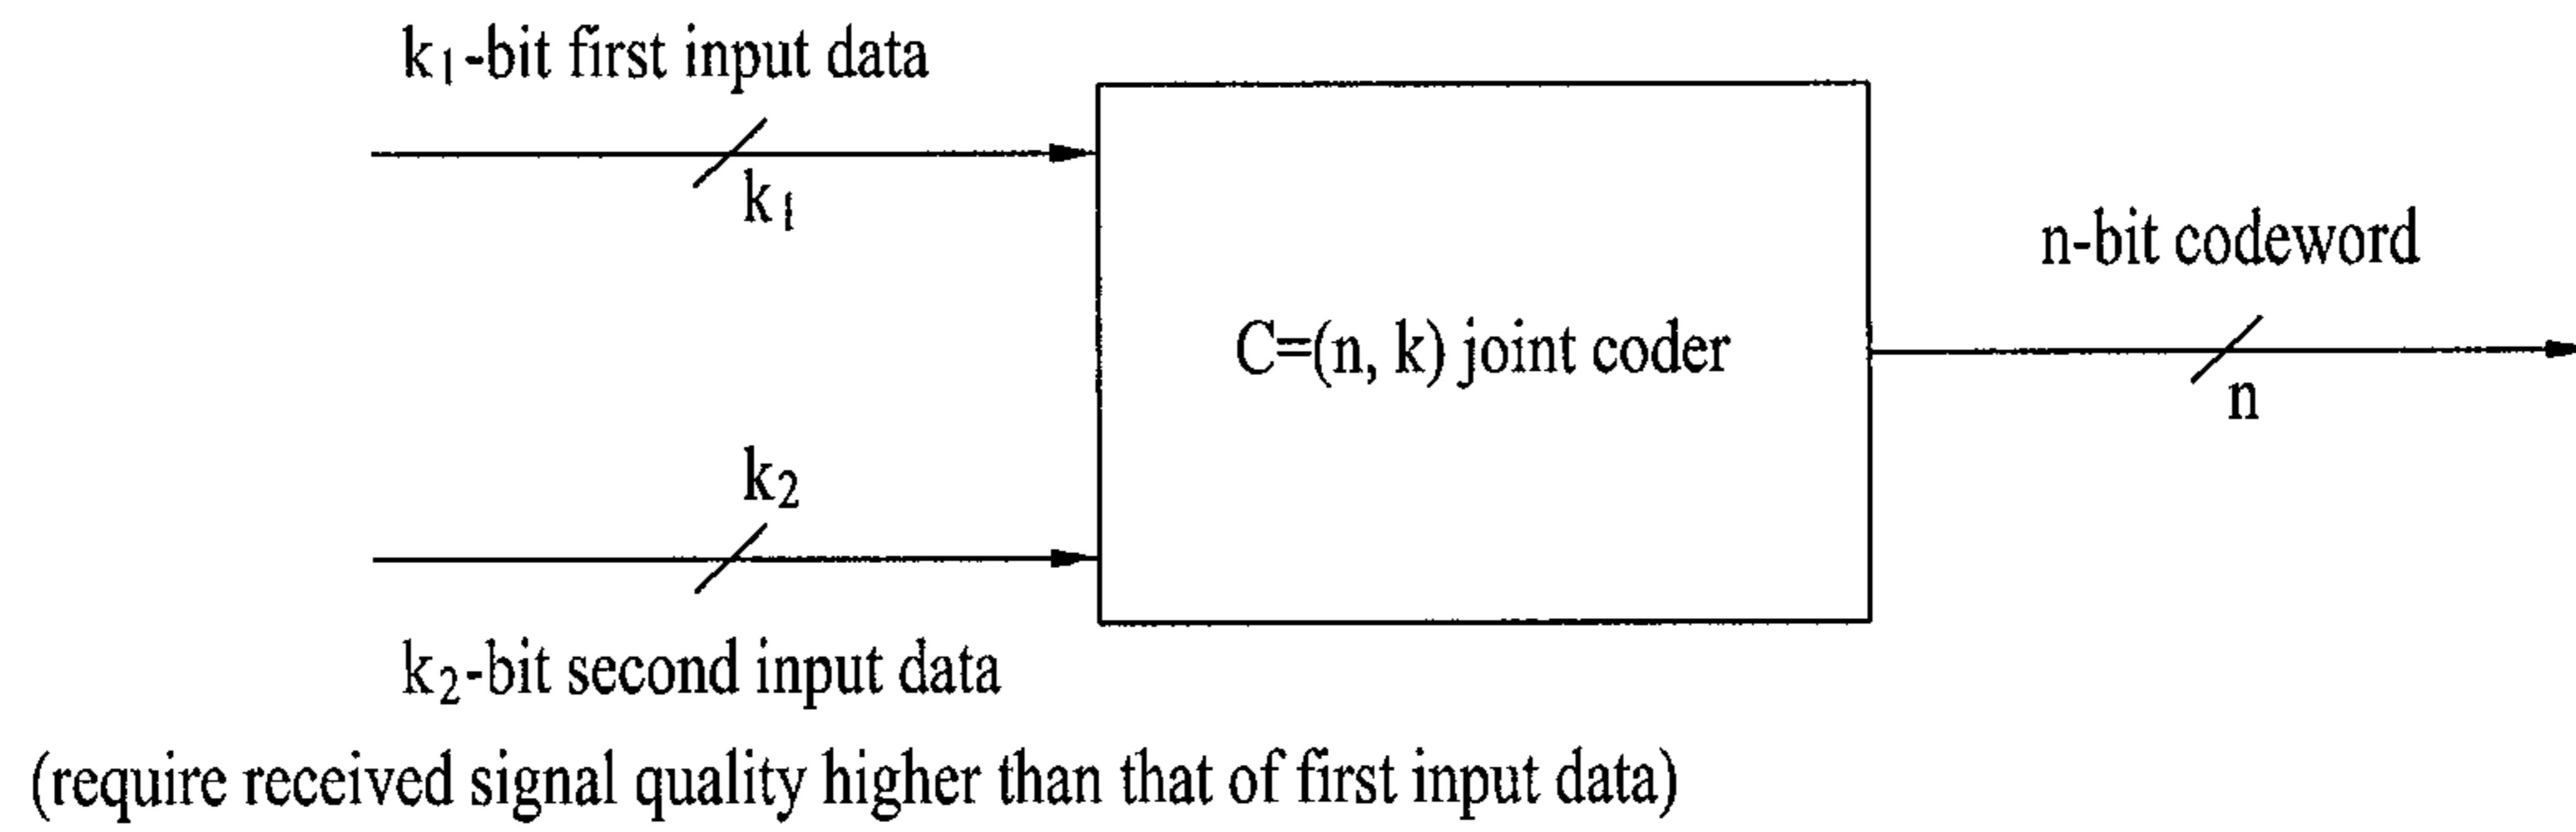 k₁-bit first input data
k₁
n-bit codeword
C=(n, k) joint coder
n
k₂
k₂-bit second input data
(require received signal quality higher than that of first input data)